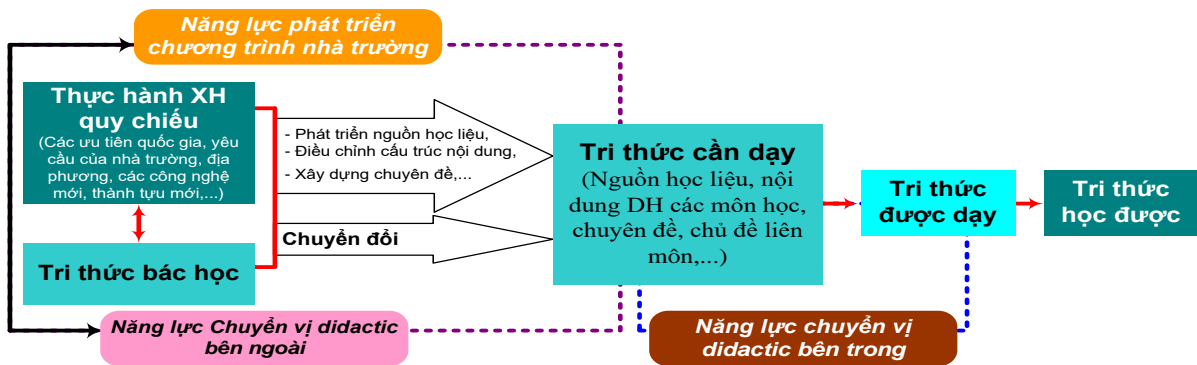 Năng lực phát triển
chương trình nhà trường
Thực hành XH
quy chiếu
(Các ưu tiên quốc gia, yêu
cầu của nhà trường, địa
phương, các công nghệ
mới, thành tựu mới,...)
- Phát triển nguồn học liệu,
- Điều chỉnh cấu trúc nội dung,
- Xây dựng chuyên đề,...
Chuyển đổi
Tri thức bác học
Tri thức cần dạy
(Nguồn học liệu, nội
dung DH các môn học,
chuyên đề, chủ đề liên
môn,...)
Tri thức
được dạy
Tri thức
học được
Năng lực Chuyển vị didactic
bên ngoài
Năng lực chuyển vị
didactic bên trong